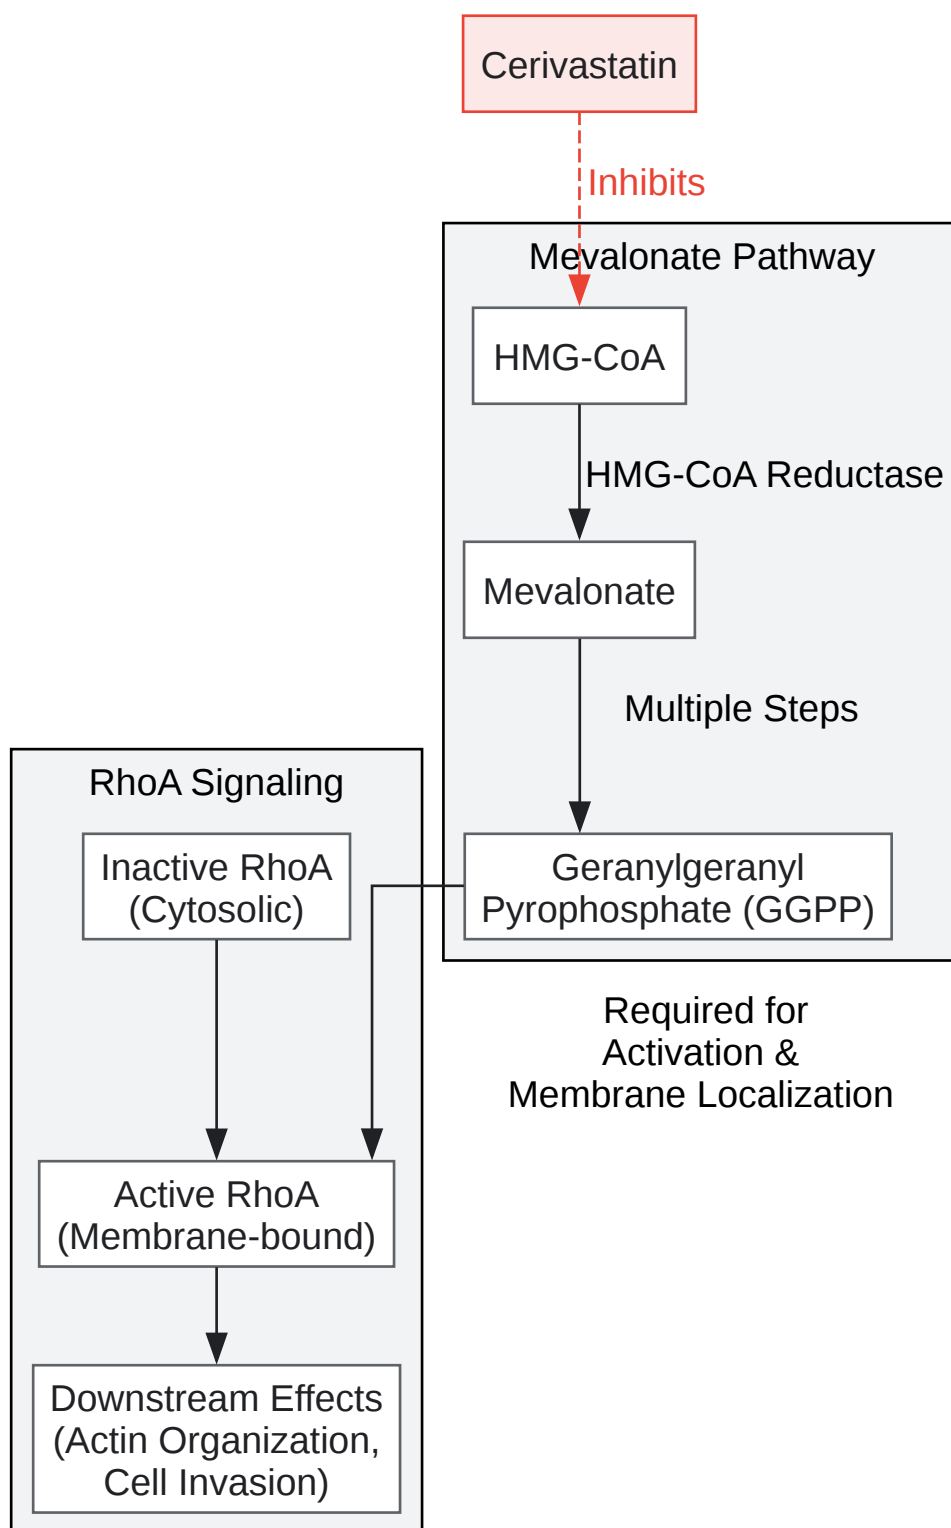 Cerivastatin
Inhibits
Mevalonate Pathway
HMG-CoA
HMG-CoA Reductase
Mevalonate
Multiple Steps
Geranylgeranyl
Pyrophosphate (GGPP)
Required for
Activation &
Membrane Localization
RhoA Signaling
Inactive RhoA
(Cytosolic)
Active RhoA
(Membrane-bound)
Downstream Effects
(Actin Organization,
Cell Invasion)